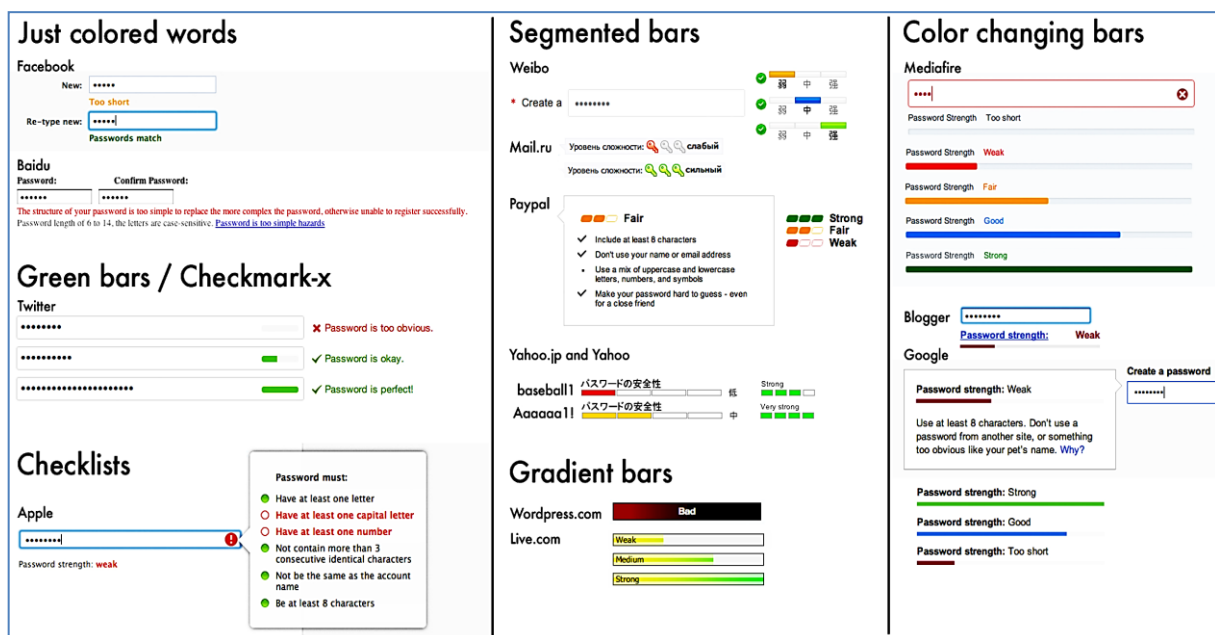 Just colored words
Facebook
New: •••••
Too short
Re-type new: •••••
Passwords match
Baidu
Password: Confirm Password:
•••••• ••••••
The structure of your password is too simple to replace the more complex the password, otherwise unable to register successfully.
Password length of 6 to 14, the letters are case-sensitive. Password is too simple hazards
Green bars / Checkmark-x
Twitter
•••••••• ✗ Password is too obvious.
•••••••••• ✓ Password is okay.
••••••••••••••••••••••• ✓ Password is perfect!
Checklists
Apple
••••••••
Password strength: weak
Password must:
Have at least one letter
Have at least one capital letter
Have at least one number
Not contain more than 3
consecutive identical characters
Not be the same as the account
name
Be at least 8 characters
Segmented bars
Weibo
* Create a ••••••••
弱 中 强
弱 中 强
弱 中 强
Mail.ru
Уровень сложности: слабый
Уровень сложности: сильный
Paypal
Fair
✓ Include at least 8 characters
✓ Don't use your name or email address
• Use a mix of uppercase and lowercase
letters, numbers, and symbols
✓ Make your password hard to guess - even
for a close friend
Strong
Fair
Weak
Yahoo.jp and Yahoo
baseball1 パスワードの安全性 低 Strong
Aaaaaa1! パスワードの安全性 中 Very strong
Gradient bars
Wordpress.com Bad
Live.com
Weak
Medium
Strong
Color changing bars
Mediafire
••••
Password Strength Too short
Password Strength Weak
Password Strength Fair
Password Strength Good
Password Strength Strong
Blogger ••••••••
Password strength: Weak
Google
Password strength: Weak
Use at least 8 characters. Don't use a
password from another site, or something
too obvious like your pet's name. Why?
Create a password
••••••••
Password strength: Strong
Password strength: Good
Password strength: Too short